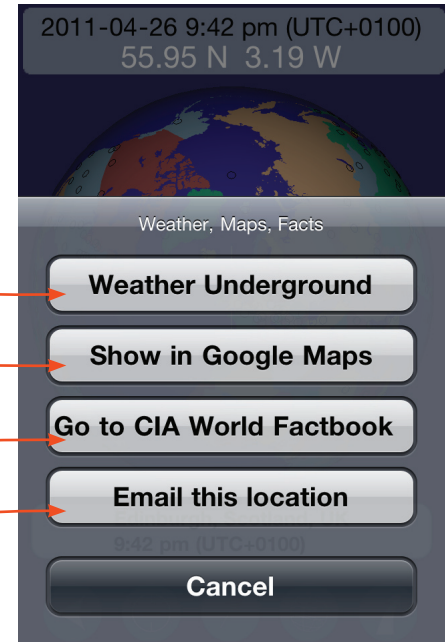 2011-04-26 9:42 pm (UTC+0100)
55.95 N 3.19 W
Weather, Maps, Facts
Weather Underground
Show in Google Maps
Go to CIA World Factbook
Email this location
9:42 pm (UTC+0100)
Cancel